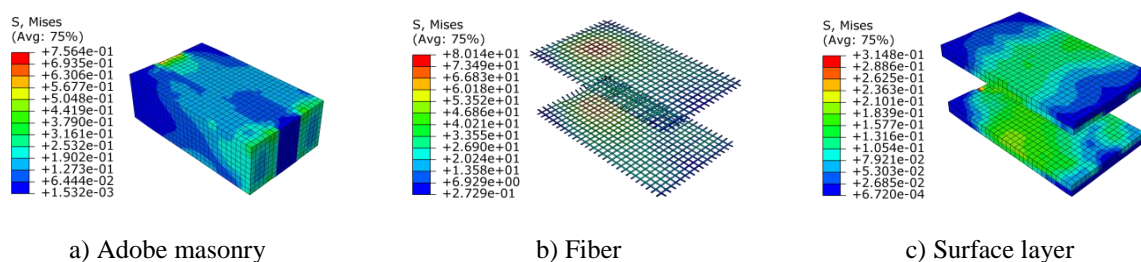 S, Mises
(Avg: 75%)
+7.564e-01
+6.935e-01
+6.306e-01
+5.677e-01
+5.048e-01
+4.419e-01
+3.790e-01
+3.161e-01
+2.532e-01
+1.902e-01
+1.273e-01
+6.444e-02
+1.532e-03
S, Mises
(Avg: 75%)
+8.014e+01
+7.349e+01
+6.683e+01
+6.018e+01
+5.352e+01
+4.686e+01
+4.021e+01
+3.355e+01
+2.690e+01
+2.024e+01
+1.358e+01
+6.929e+00
+2.729e-01
S, Mises
(Avg: 75%)
+3.148e-01
+2.886e-01
+2.625e-01
+2.363e-01
+2.101e-01
+1.839e-01
+1.577e-01
+1.316e-01
+1.054e-01
+7.921e-02
+5.303e-02
+2.685e-02
+6.720e-04
a) Adobe masonry
b) Fiber
c) Surface layer